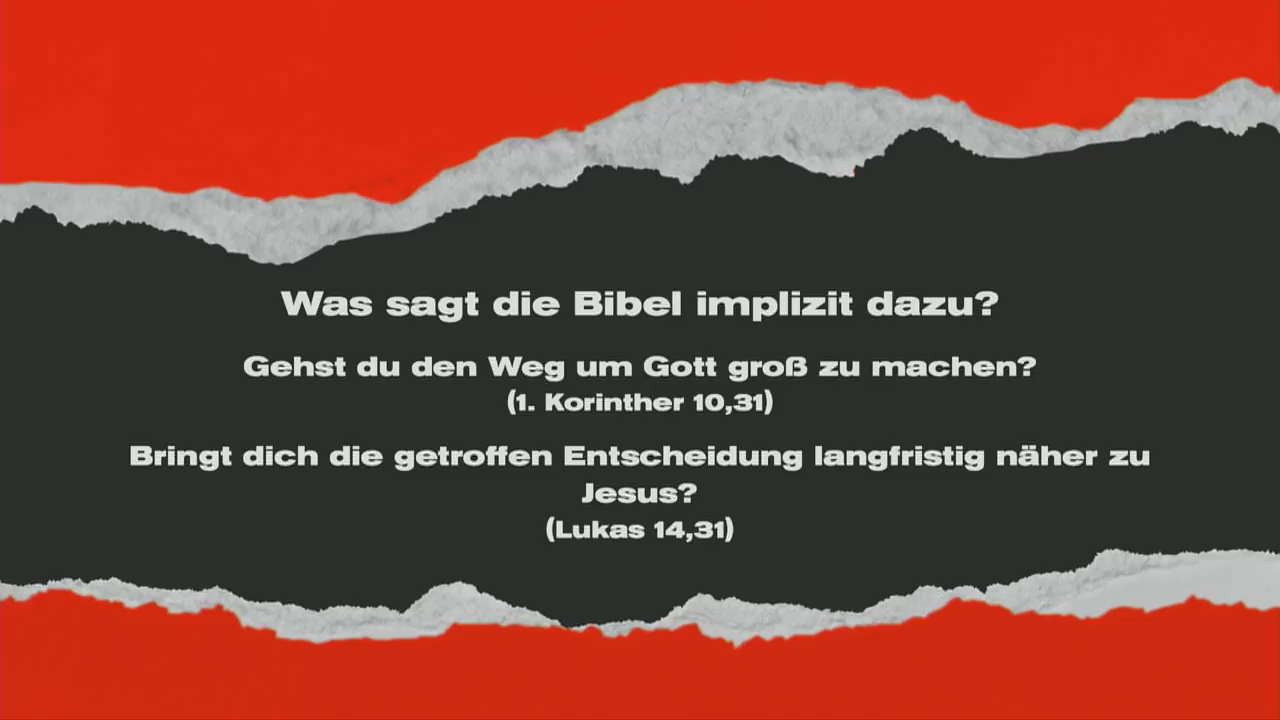 Was sagt die Bibel implizit dazu?
Gehst du den Weg um Gott groß zu machen?
(1. Korinther 10,31)
Bringt dich die getroffen Entscheidung langfristig näher zu
Jesus?
(Lukas 14,31)